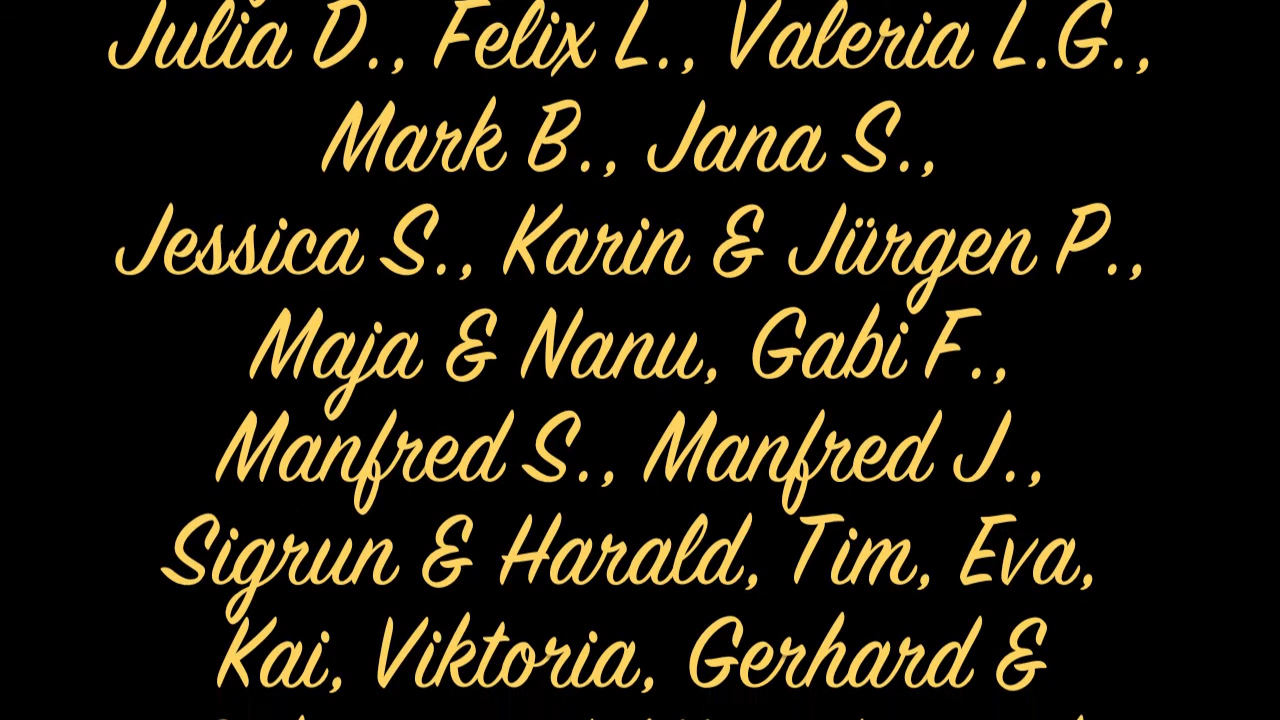 Julia D., Felix L., Valeria L.G.,
Mark B., Jana S.,
Jessica S., Karin & Jürgen P.,
Maja & Nanu, Gabi F.,
Manfred S., Manfred J.,
Sigrun & Harald, Tim, Eva,
Kai, Viktoria, Gerhard &